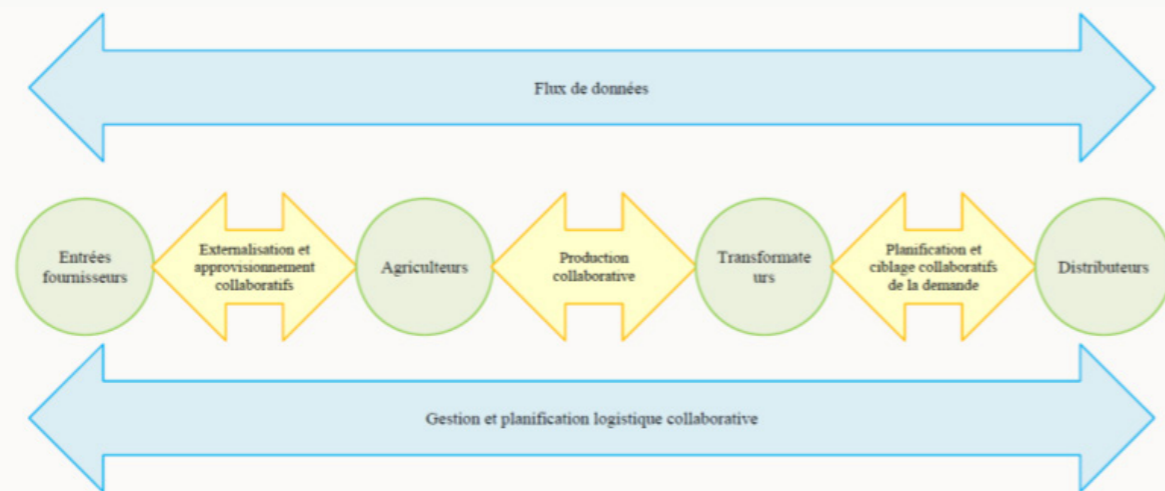 Flux de données
Entrées
fournisseurs
Externalisation et
approvisionnement
collaboratifs
Agriculteurs
Production
collaborative
Transformate
urs
Planification et
ciblage collaboratifs
de la demande
Distributeurs
Gestion et planification logistique collaborative